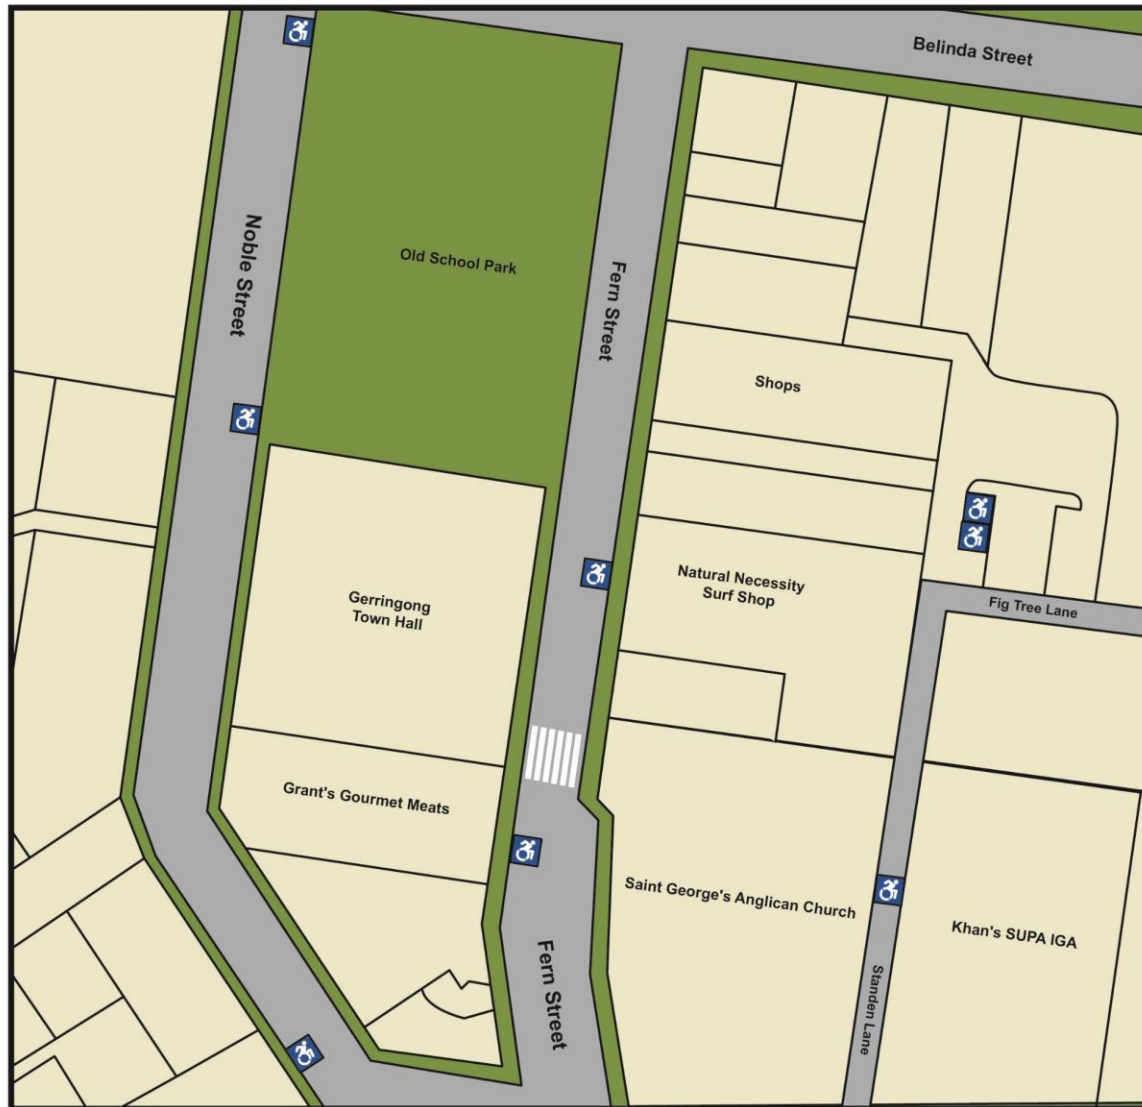 Belinda Street
Noble Street
Old School Park
Fern Street
Shops
Natural Necessity
Surf Shop
Fig Tree Lane
Gerringong
Town Hall
Grant's Gourmet Meats
Saint George's Anglican Church
Khan's SUPA IGA
Fern Street
Standen Lane